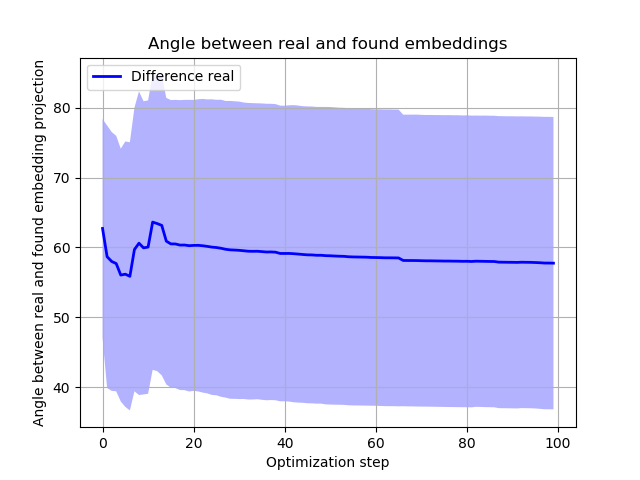 Angle between real and found embeddings
Difference real
Angle between real and found embedding projection
80
70
60
50
40
0
20
40
60
80
100
Optimization step